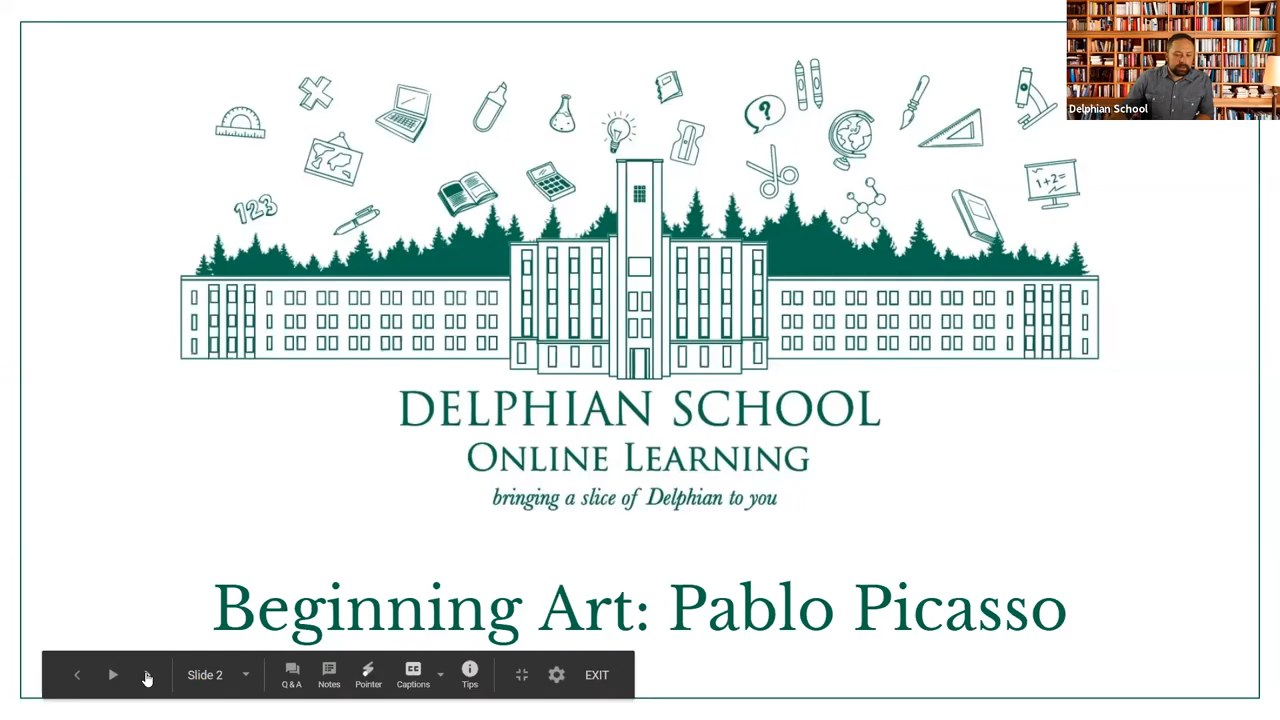 Delphian School
?
123
1+2=
DELPHIAN SCHOOL
ONLINE LEARNING
bringing a slice of Delphian to you
Beginning Art: Pablo Picasso
Slide 2
Q & A
Notes
Pointer
CC
Captions
Tips
EXIT